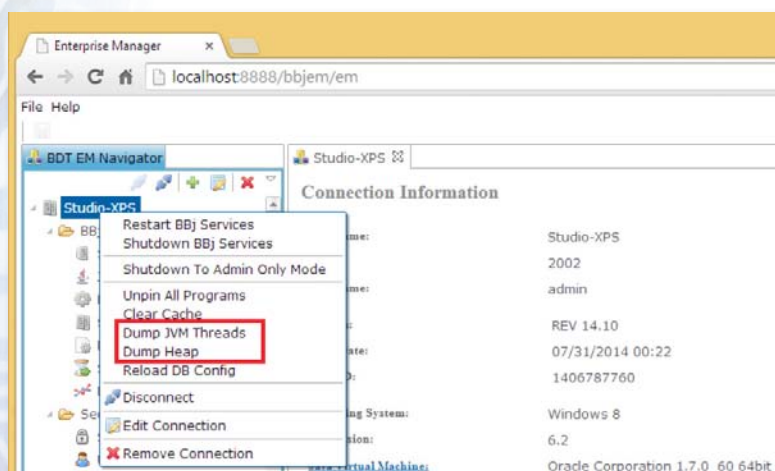 Enterprise Manager
localhost:8888/bbjem/em
File Help
BDT EM Navigator
Studio-XPS
Studio-XPS
Restart BBj Services
Shutdown BBj Services
Shutdown To Admin Only Mode
Unpin All Programs
Clear Cache
Dump JVM Threads
Dump Heap
Reload DB Config
Disconnect
Edit Connection
Remove Connection
Connection Information
Studio-XPS
2002
admin
REV 14.10
07/31/2014 00:22
1406787760
Windows 8
6.2
Virtual Machine: Oracle Corporation 1.7.0_60 64bit